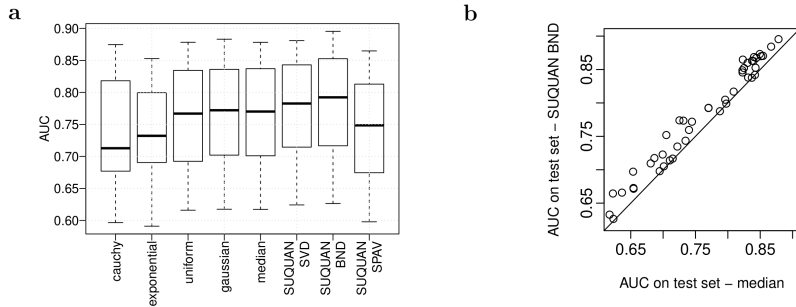 a
0.90
0.85
0.80
0.75
0.70
0.65
0.60
AUC
cauchy
exponential
uniform
gaussian
median
SUQUAN
SVD
SUQUAN
BND
SUQUAN
SPAV
b
AUC on test set − SUQUAN BND
0.85
0.75
0.65
0.65
0.75
0.85
AUC on test set − median